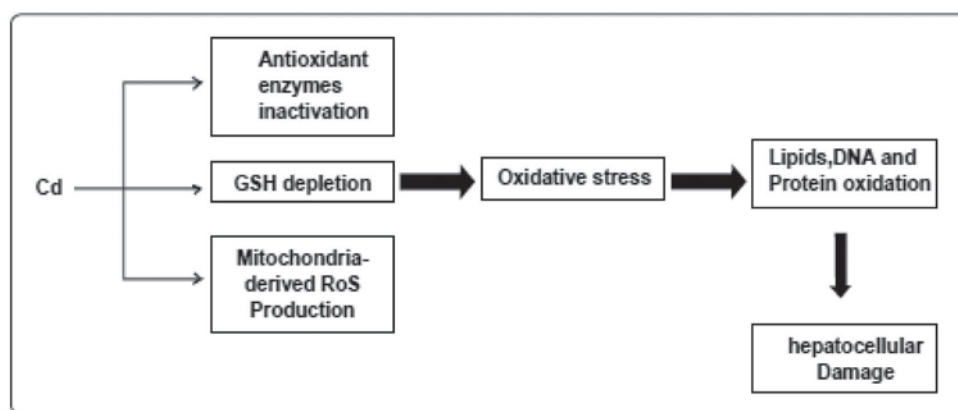 Antioxidant
enzymes
inactivation
Cd
GSH depletion
Oxidative stress
Lipids,DNA and
Protein oxidation
Mitochondria-
derived RoS
Production
hepatocellular
Damage